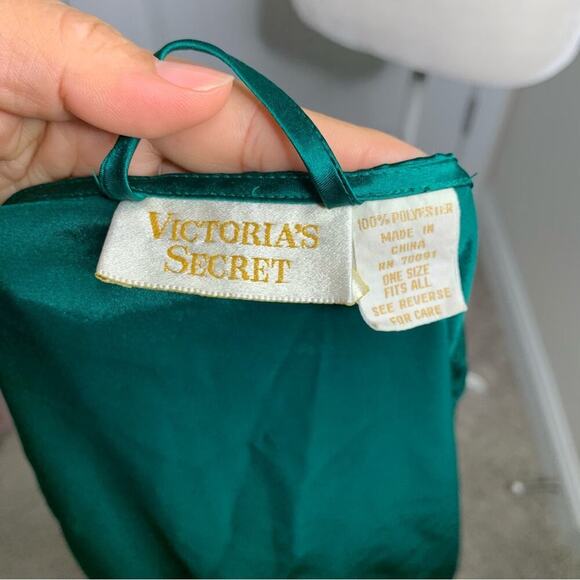 VICTORIA'S
SECRET
100% POLYESTER
MADE IN
CHINA
RN 70091
ONE SIZE
FITS ALL
SEE REVERSE
FOR CARE